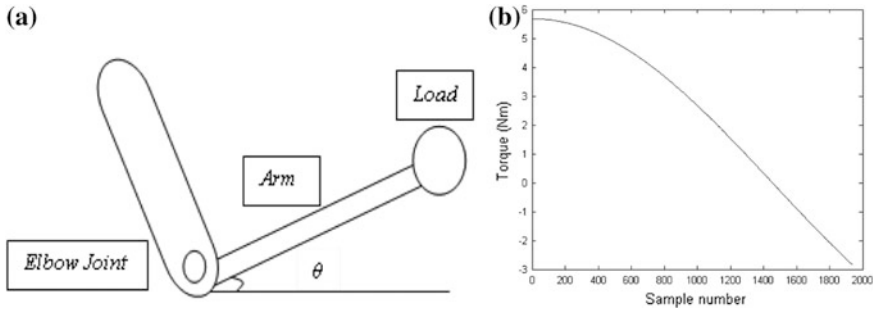 (a)
Load
Arm
Elbow Joint
θ
(b)
Torque (Nm)
6
5
4
3
2
1
0
-1
-2
-3
0 200 400 600 800 1000 1200 1400 1600 1800 2000
Sample number